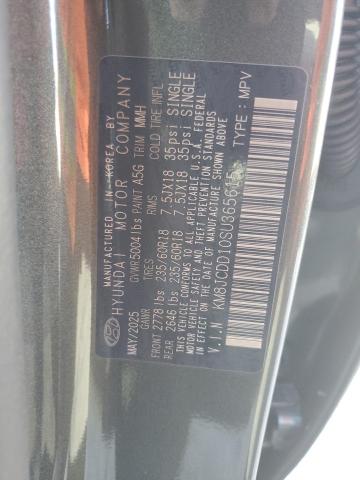 MANUFACTURED IN KOREA BY
HYUNDAI MOTOR COMPANY
MAY/2025 GVWR 5004 lbs PAINT A5G TRIM MMH
GAWR TIRES RMS COLD TIRE INFL
FRONT 2778 lbs 235/60R18 7.5JX18 35psi SINGLE
REAR 2646 lbs 235/60R18 7.5JX18 35psi SINGLE
THIS VEHICLE CONFORMS TO ALL APPLICABLE U.S.A. FEDERAL
MOTOR VEHICLE SAFETY, BUMPER, AND THEFT PREVENTION STANDARDS
IN EFFECT ON THE DATE OF MANUFACTURE SHOWN ABOVE
V.I.N KM8JCDD10SU365615 TYPE: MPV